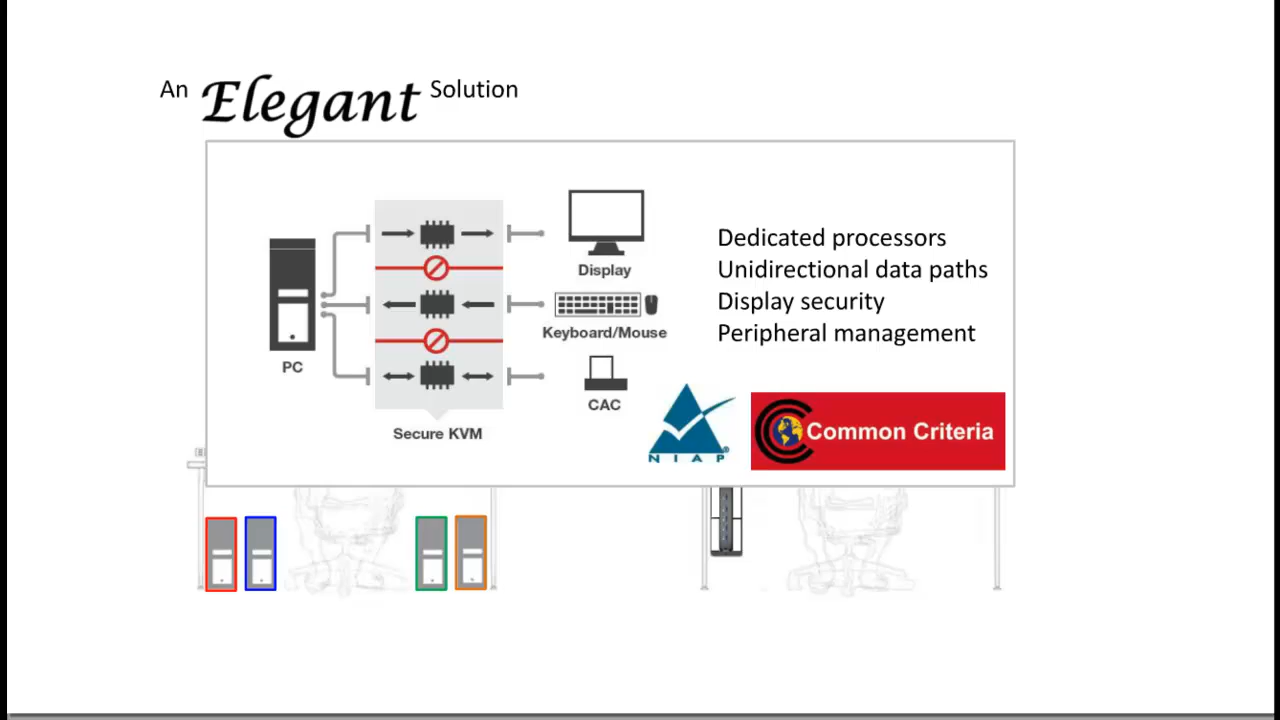 An Elegant Solution
Dedicated processors
Unidirectional data paths
Display security
Peripheral management
Display
Keyboard/Mouse
PC
CAC
Secure KVM
NIAP®
Common Criteria